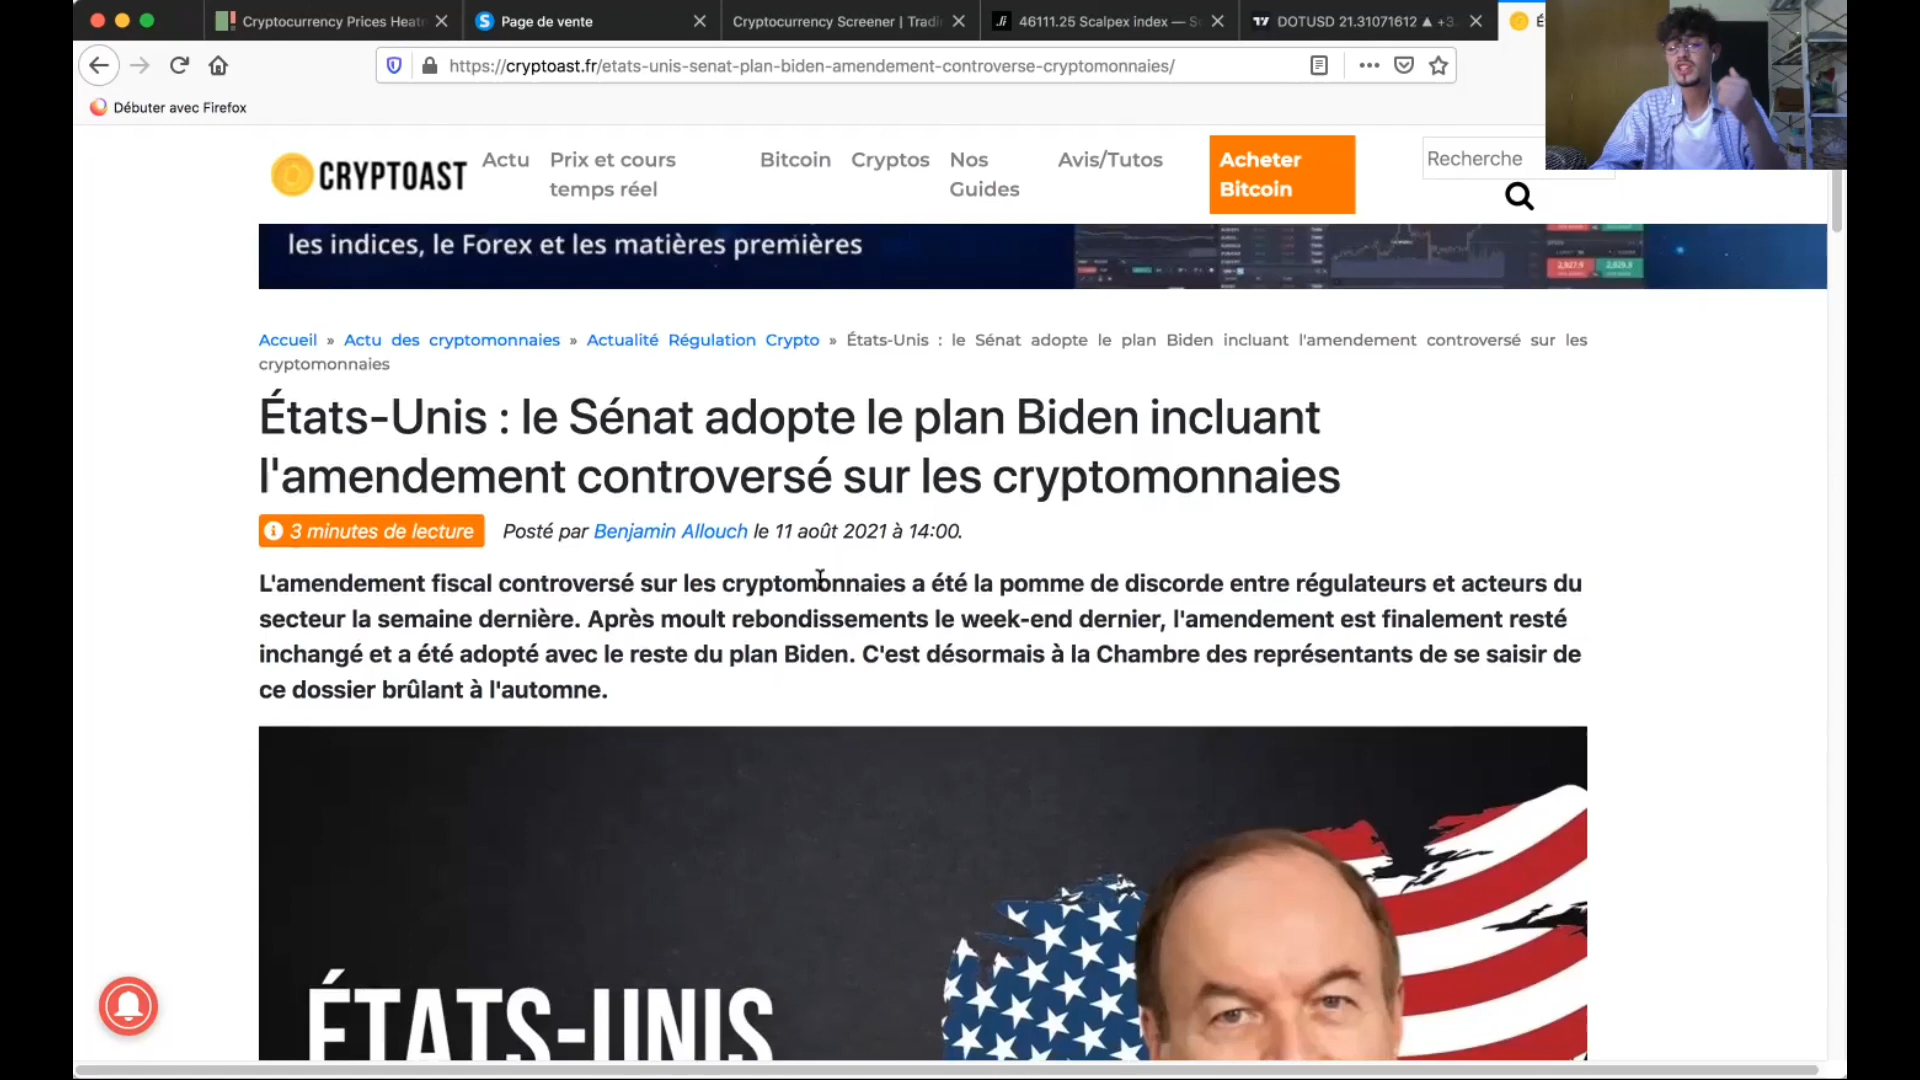 Cryptocurrency Prices Heat
Page de vente
Cryptocurrency Screener | Tradi
46111.25 Scalpex index — S
DOTUSD 21.31071612 ▲ +3
https://cryptoast.fr/etats-unis-senat-plan-biden-amendement-controverse-cryptomonnaies/
Débuter avec Firefox
CRYPTOAST
Actu
Prix et cours
temps réel
Bitcoin
Cryptos
Nos
Guides
Avis/Tutos
Acheter
Bitcoin
Recherche
les indices, le Forex et les matières premières
Accueil » Actu des cryptomonnaies » Actualité Régulation Crypto » États-Unis : le Sénat adopte le plan Biden incluant l'amendement controversé sur les
cryptomonnaies
États-Unis : le Sénat adopte le plan Biden incluant
l'amendement controversé sur les cryptomonnaies
3 minutes de lecture Posté par Benjamin Allouch le 11 août 2021 à 14:00.
L'amendement fiscal controversé sur les cryptomonnaies a été la pomme de discorde entre régulateurs et acteurs du
secteur la semaine dernière. Après moult rebondissements le week-end dernier, l'amendement est finalement resté
inchangé et a été adopté avec le reste du plan Biden. C'est désormais à la Chambre des représentants de se saisir de
ce dossier brûlant à l'automne.
ÉTATS-UNIS